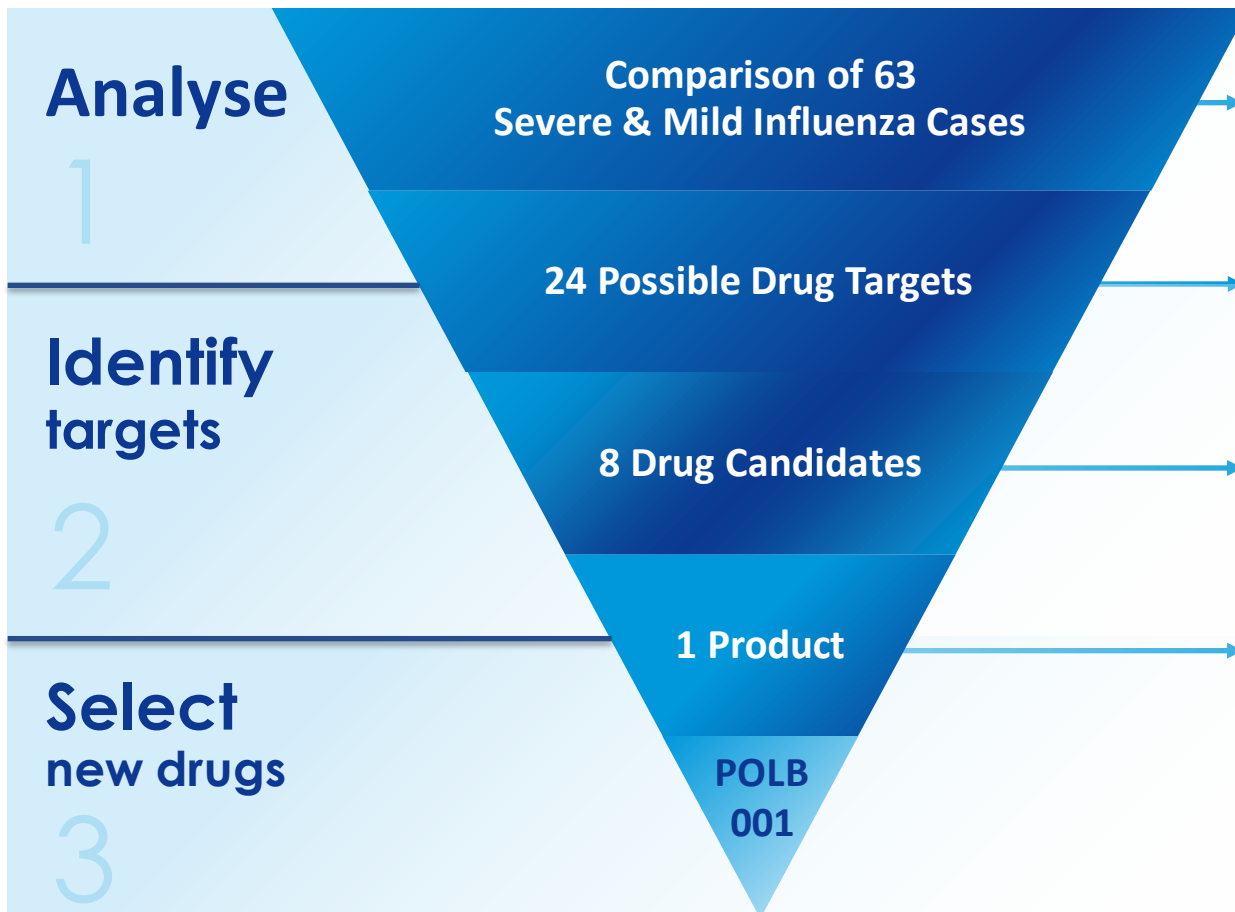 Analyse
1
Identify
targets
2
Select
new drugs
3
Comparison of 63
Severe & Mild Influenza Cases
24 Possible Drug Targets
8 Drug Candidates
1 Product
POLB
001